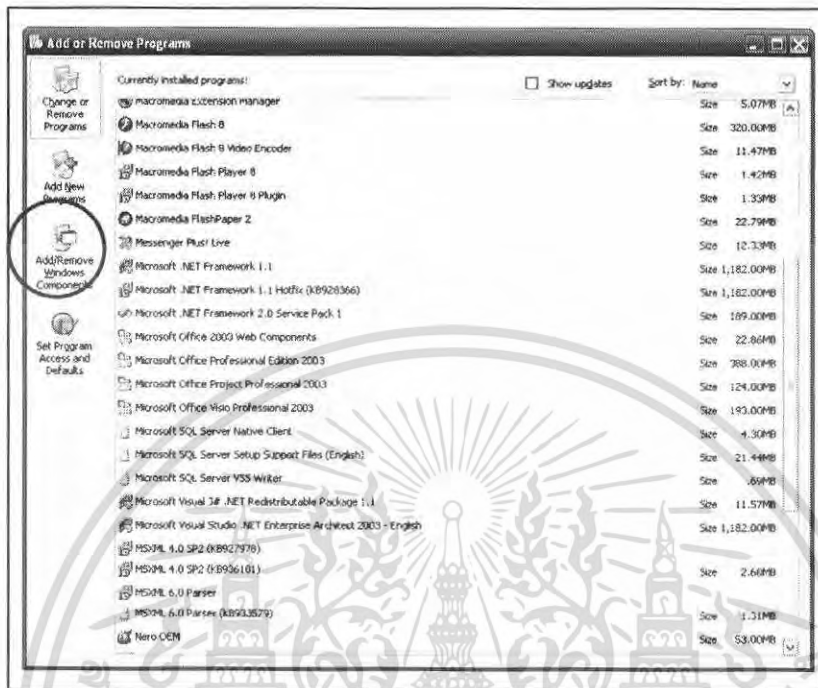 Add or Remove Programs
Change or
Remove
Programs
Add New
Programs
Add/Remove
Windows
Components
Set Program
Access and
Defaults
Currently installed programs:
Show updates
Sort by: Name
Macromedia Extension Manager Size 5.07MB
Macromedia Flash 8 Size 320.00MB
Macromedia Flash 8 Video Encoder Size 11.47MB
Macromedia Flash Player 8 Size 1.42MB
Macromedia Flash Player 8 Plugin Size 1.33MB
Macromedia FlashPaper 2 Size 22.79MB
Messenger Plus! Live Size 12.33MB
Microsoft .NET Framework 1.1 Size 1,182.00MB
Microsoft .NET Framework 1.1 Hotfix (KB928366) Size 1,182.00MB
Microsoft .NET Framework 2.0 Service Pack 1 Size 189.00MB
Microsoft Office 2003 Web Components Size 22.86MB
Microsoft Office Professional Edition 2003 Size 388.00MB
Microsoft Office Project Professional 2003 Size 124.00MB
Microsoft Office Visio Professional 2003 Size 193.00MB
Microsoft SQL Server Native Client Size 4.30MB
Microsoft SQL Server Setup Support Files (English) Size 21.44MB
Microsoft SQL Server VSS Writer Size .69MB
Microsoft Visual J# .NET Redistributable Package 1.1 Size 11.57MB
Microsoft Visual Studio .NET Enterprise Architect 2003 - English Size 1,182.00MB
MSXML 4.0 SP2 (KB927978)
MSXML 4.0 SP2 (KB936181) Size 2.66MB
MSXML 6.0 Parser
MSXML 6.0 Parser (KB933579) Size 1.31MB
Nero OEM Size 53.00MB